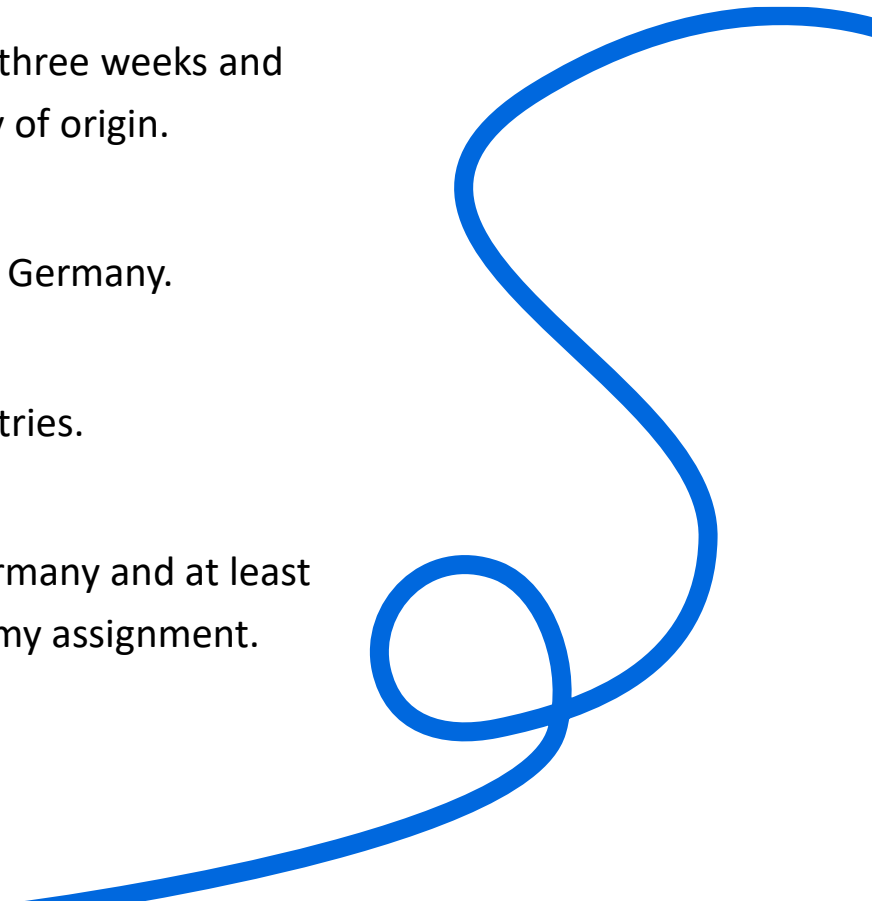 three weeks and
of origin.
Germany.
tries.
rmany and at least
my assignment.